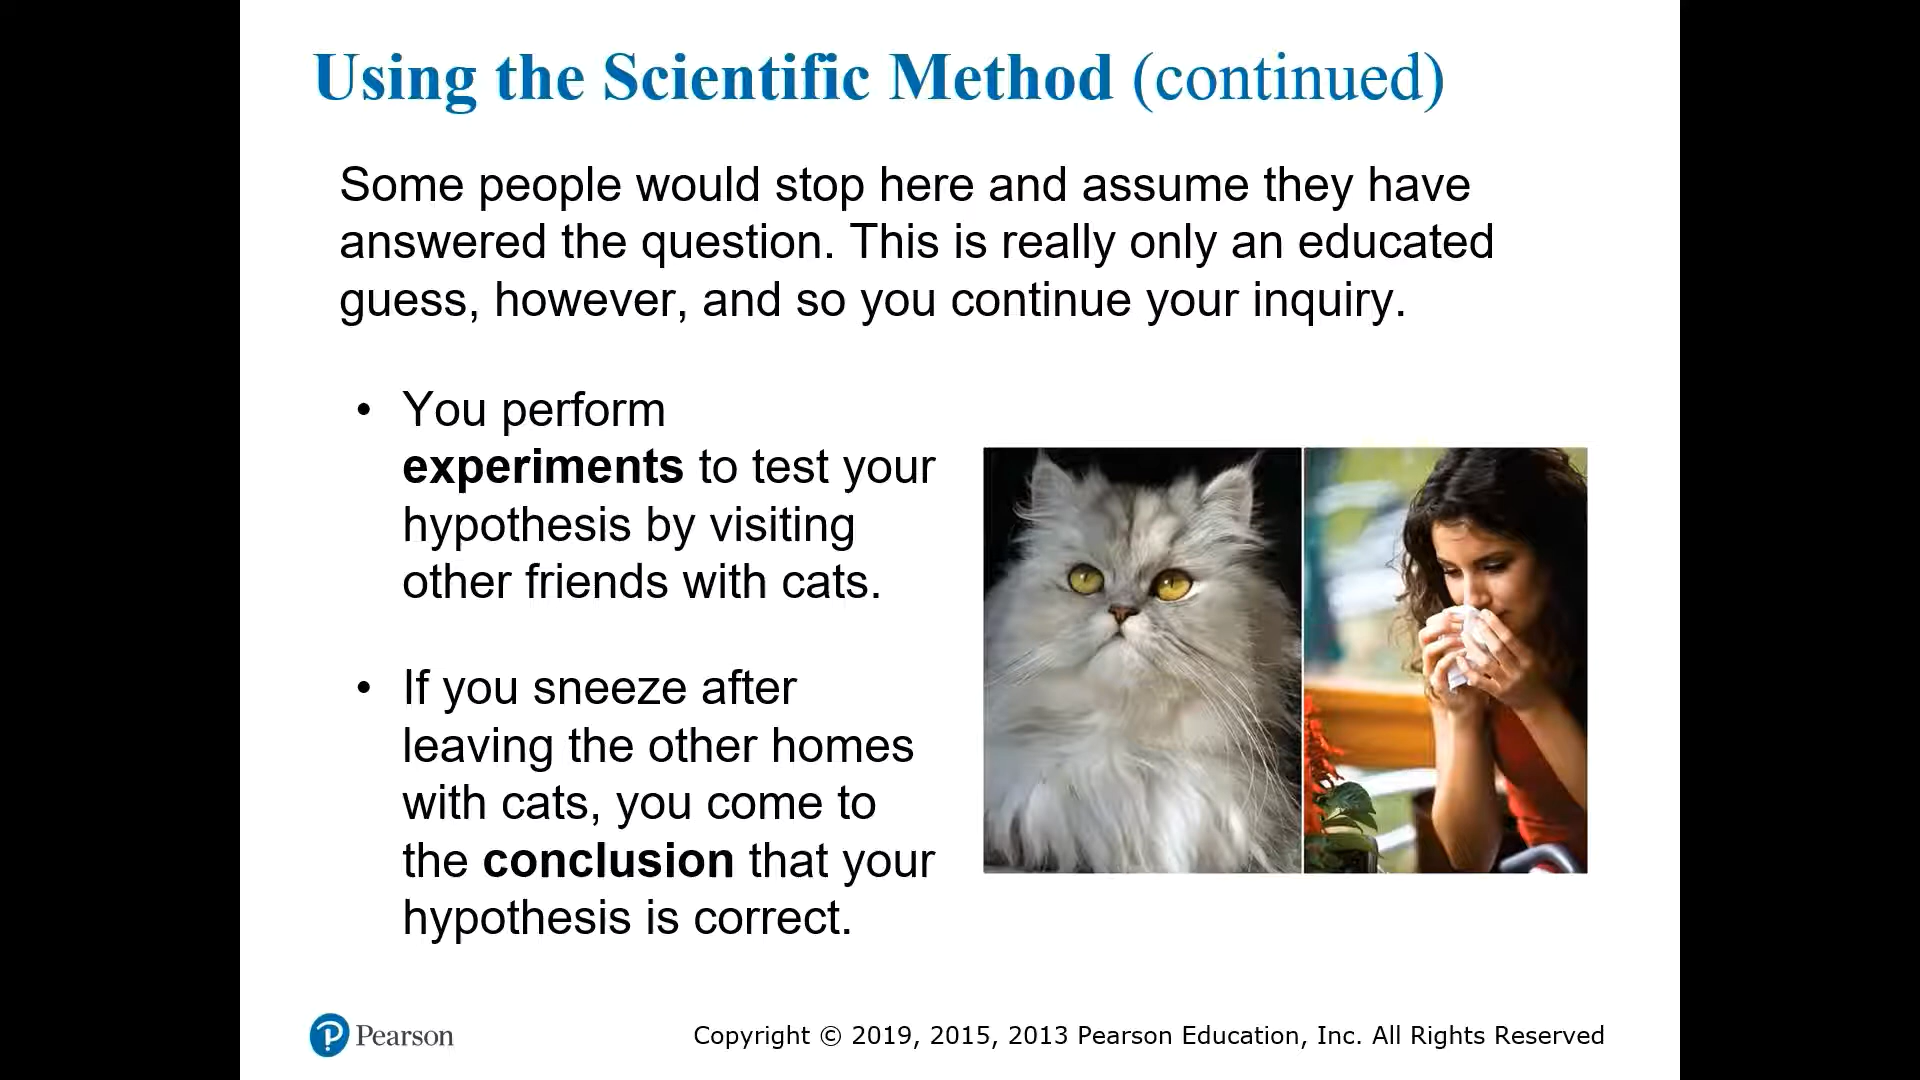 Using the Scientific Method (continued)
Some people would stop here and assume they have
answered the question. This is really only an educated
guess, however, and so you continue your inquiry.
• You perform
experiments to test your
hypothesis by visiting
other friends with cats.
• If you sneeze after
leaving the other homes
with cats, you come to
the conclusion that your
hypothesis is correct.
Pearson
Copyright © 2019, 2015, 2013 Pearson Education, Inc. All Rights Reserved